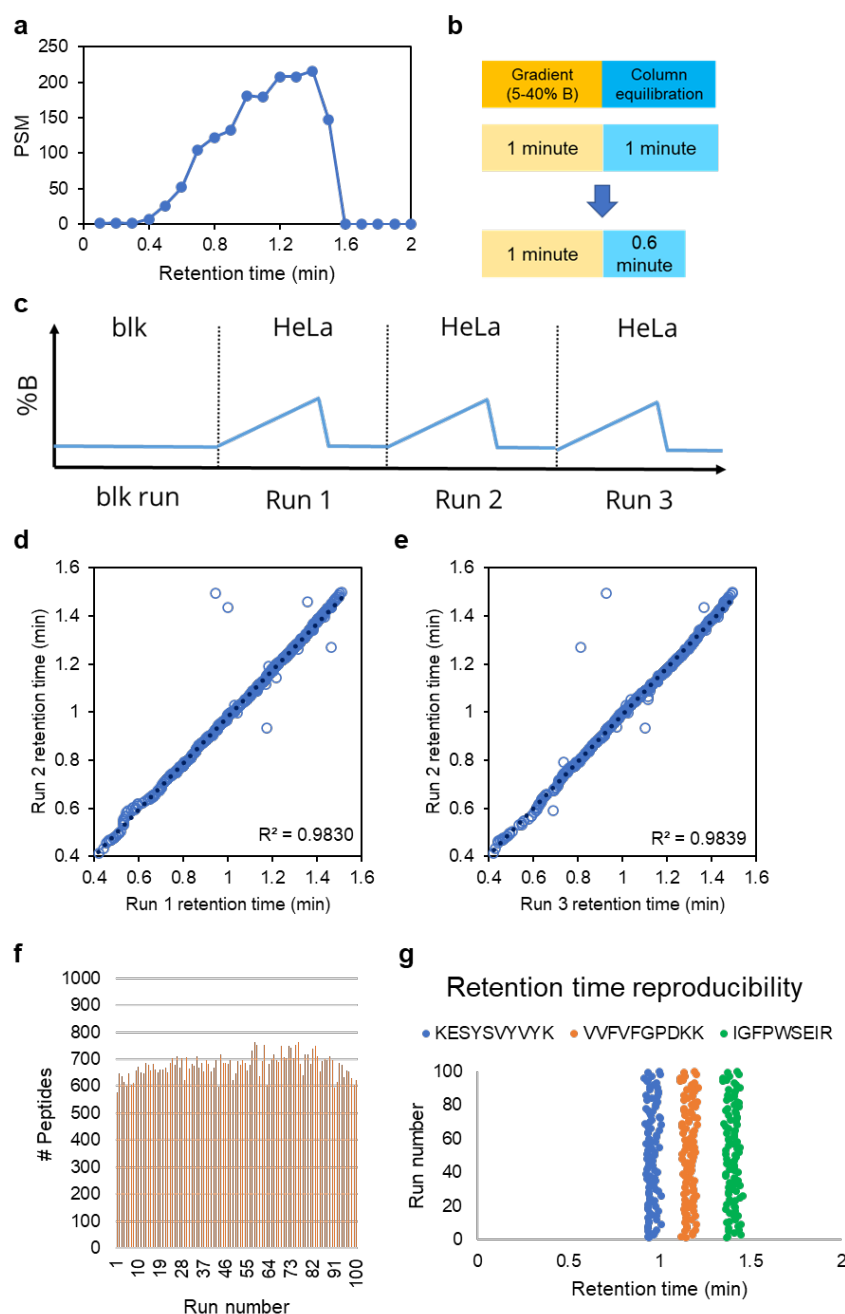 a
250
200
150
100
50
0
PSM
0
0.4
0.8
1.2
1.6
2
Retention time (min)
b
Gradient
(5-40% B)
Column
equilibration
1 minute
1 minute
1 minute
0.6
minute
c
blk
HeLa
HeLa
HeLa
%B
blk run
Run 1
Run 2
Run 3
d
1.6
1.4
1.2
1
0.8
0.6
0.4
Run 2 retention time (min)
R² = 0.9830
0.4
0.6
0.8
1
1.2
1.4
1.6
Run 1 retention time (min)
e
1.6
1.4
1.2
1
0.8
0.6
0.4
Run 2 retention time (min)
R² = 0.9839
0.4
0.6
0.8
1
1.2
1.4
1.6
Run 3 retention time (min)
f
1000
900
800
700
600
500
400
300
200
100
0
# Peptides
1
10
19
28
37
46
55
64
73
82
91
100
Run number
g
Retention time reproducibility
KESYSVYVYK
VVFVFGPDKK
IGFPWSEIR
100
80
60
40
20
0
Run number
0
0.5
1
1.5
2
Retention time (min)